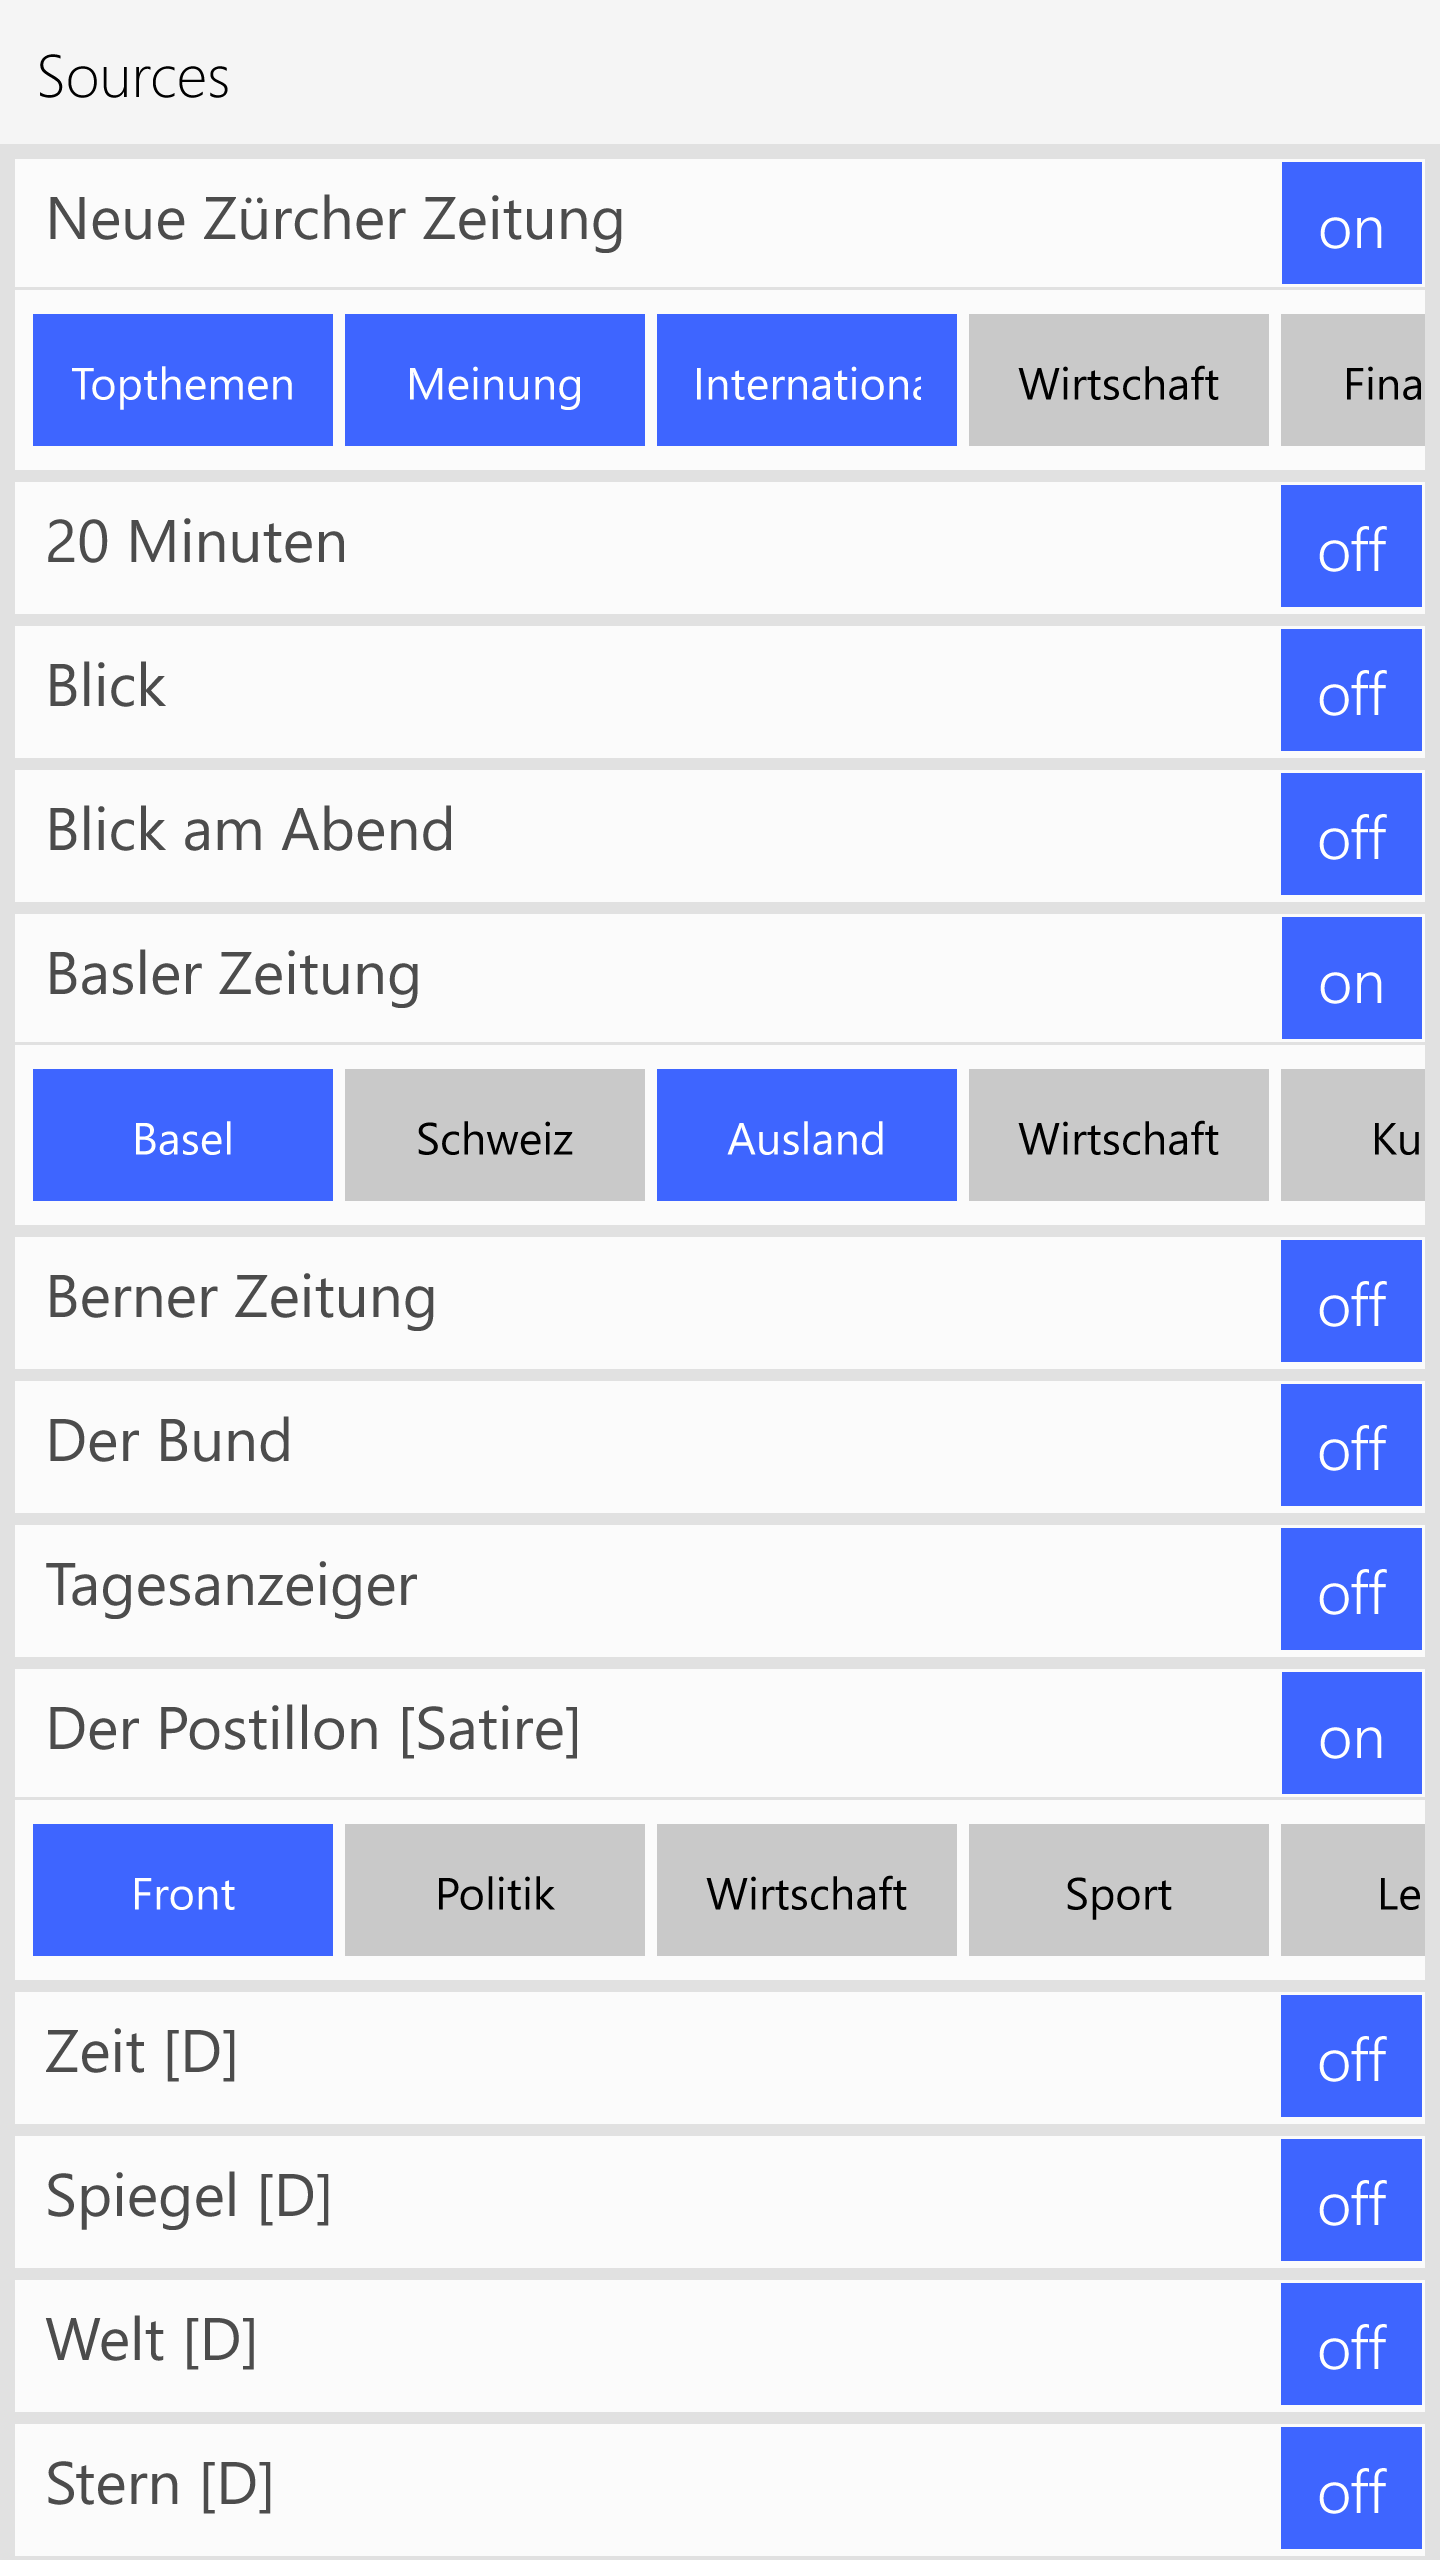 Sources
Neue Zürcher Zeitung on
Topthemen Meinung Internationa Wirtschaft Fina
20 Minuten off
Blick off
Blick am Abend off
Basler Zeitung on
Basel Schweiz Ausland Wirtschaft Ku
Berner Zeitung off
Der Bund off
Tagesanzeiger off
Der Postillon [Satire] on
Front Politik Wirtschaft Sport Le
Zeit [D] off
Spiegel [D] off
Welt [D] off
Stern [D] off